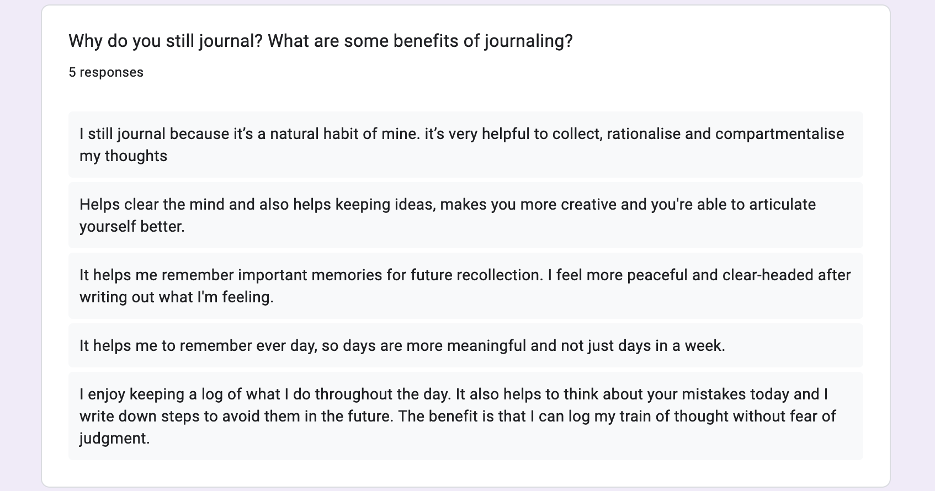 Why do you still journal? What are some benefits of journaling?
5 responses
I still journal because it’s a natural habit of mine. it’s very helpful to collect, rationalise and compartmentalise
my thoughts
Helps clear the mind and also helps keeping ideas, makes you more creative and you're able to articulate
yourself better.
It helps me remember important memories for future recollection. I feel more peaceful and clear-headed after
writing out what I'm feeling.
It helps me to remember ever day, so days are more meaningful and not just days in a week.
I enjoy keeping a log of what I do throughout the day. It also helps to think about your mistakes today and I
write down steps to avoid them in the future. The benefit is that I can log my train of thought without fear of
judgment.